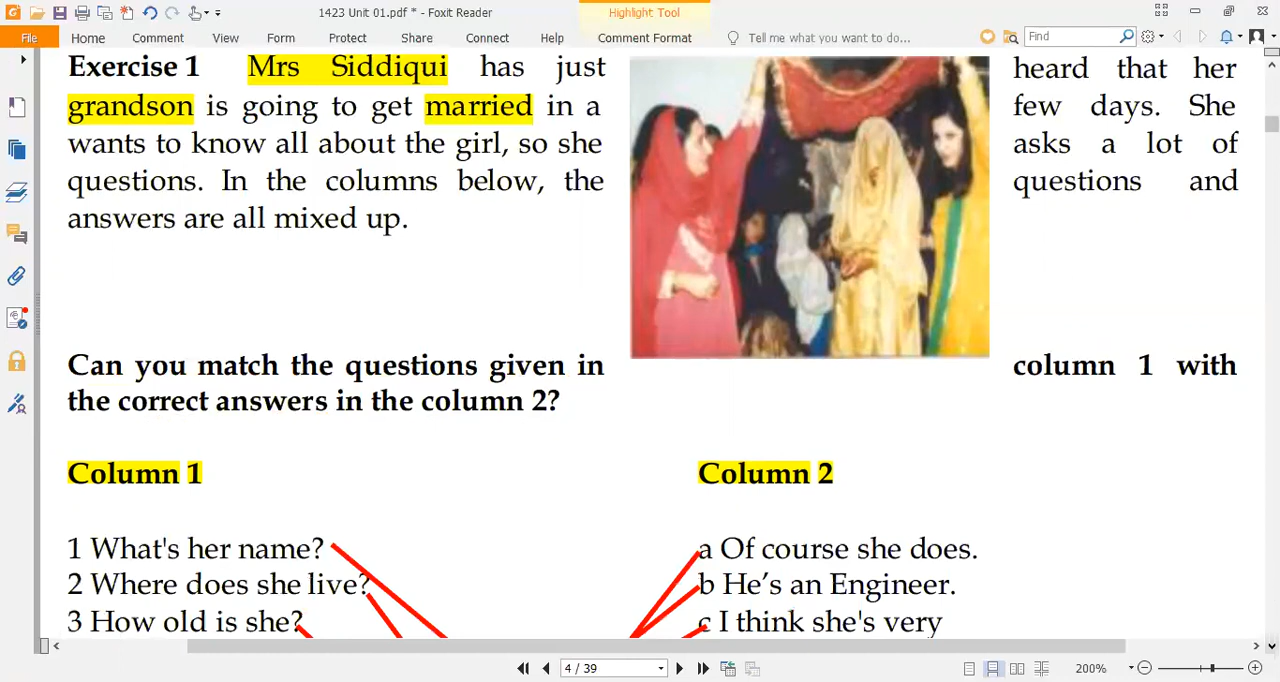 1423 Unit 01.pdf * - Foxit Reader
Highlight Tool
File Home Comment View Form Protect Share Connect Help Comment Format Tell me what you want to do... Find
Exercise 1 Mrs Siddiqui has just heard that her
grandson is going to get married in a few days. She
wants to know all about the girl, so she asks a lot of
questions. In the columns below, the questions and
answers are all mixed up.
Can you match the questions given in column 1 with
the correct answers in the column 2?
Column 1 Column 2
1 What's her name? a Of course she does.
2 Where does she live? b He's an Engineer.
3 How old is she? c I think she's very
4 / 39
200%